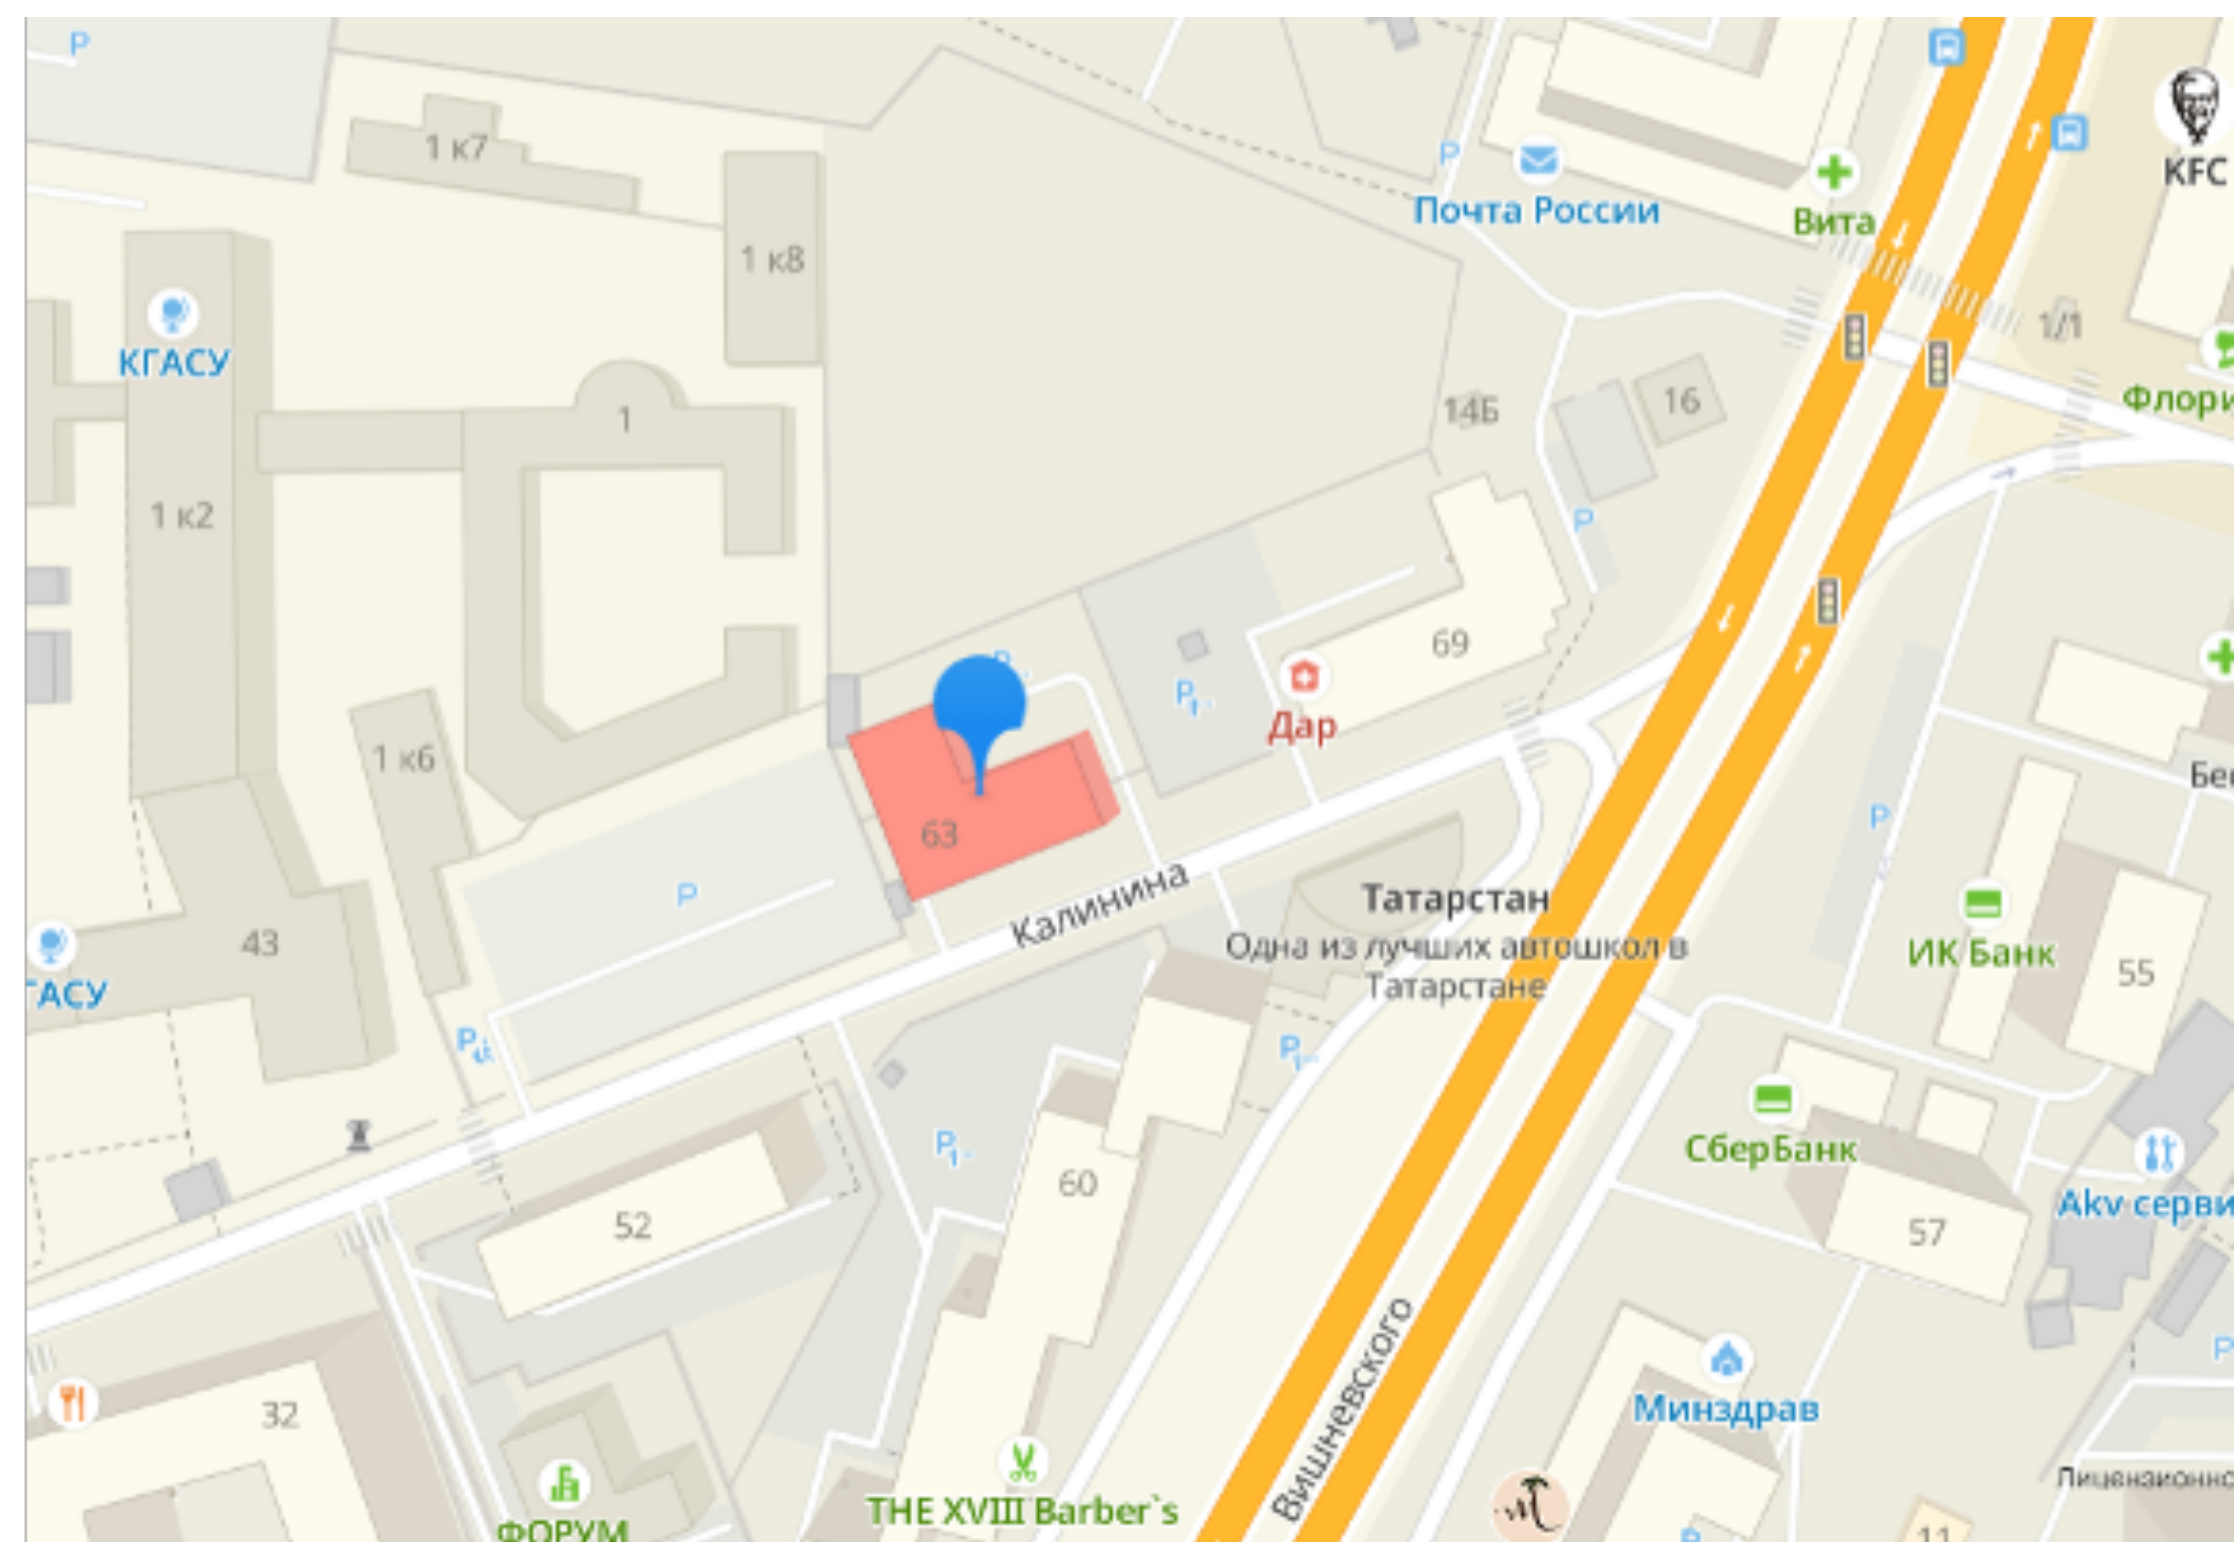 P
1 к7
P
Почта России
Вита
KFC
1 к8
КГАСУ
1
1/1
14Б
16
Флори
1 к2
P
69
P
P
Дар
1 к6
63
Бе
P
P
Калинина
Татарстан
Одна из лучших автошкол в
Татарстане
ИК Банк
55
43
ГАСУ
P
P
P
СберБанк
60
52
57
Akv серви
P
32
Вишневского
Минздрав
Лицензионно
THE XVIII Barber`s
ФОРУМ
P
11